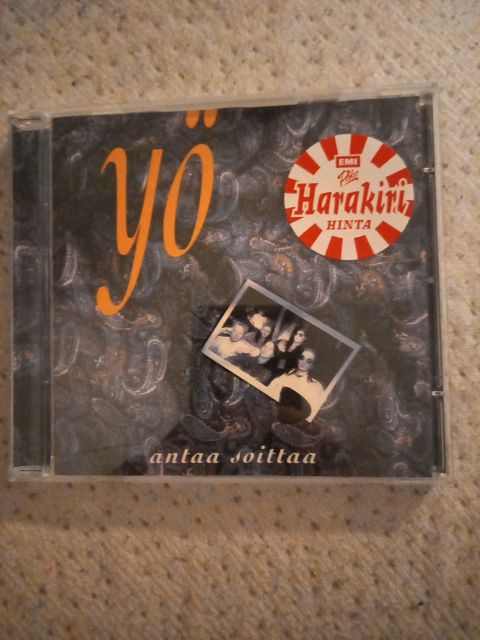 yö
EMI
Harakiri
HINTA
antaa soittaa